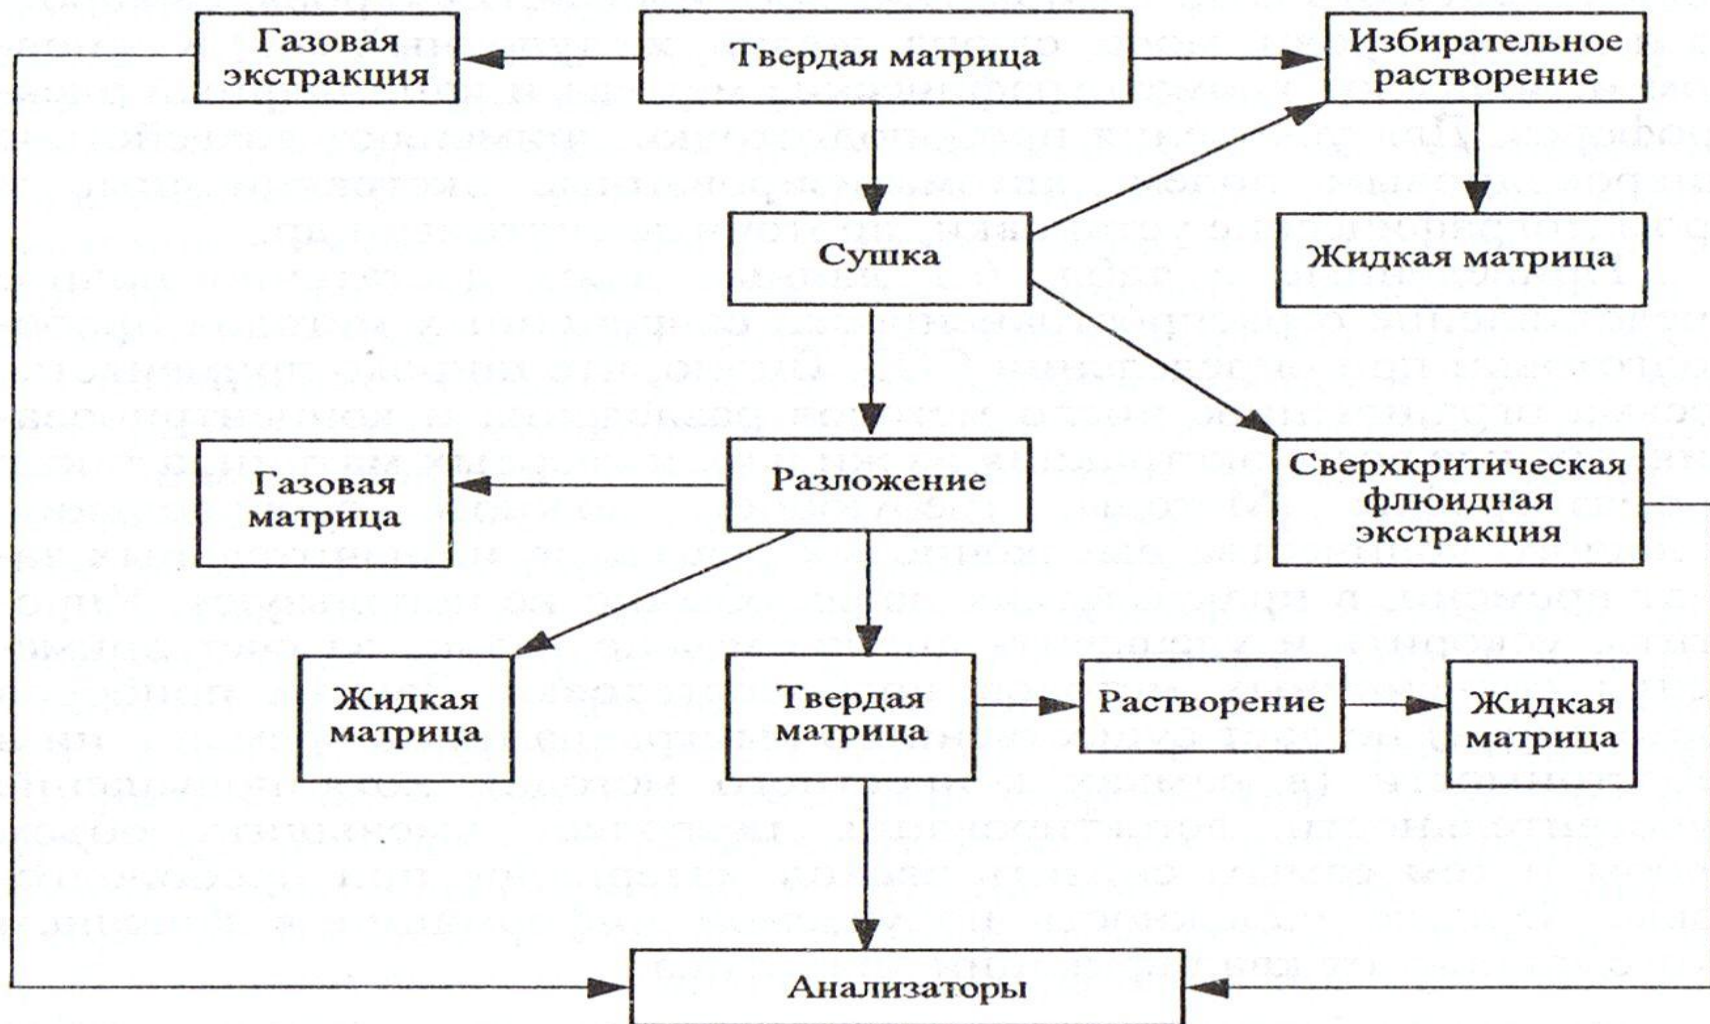 Газовая
экстракция
Твердая матрица
Избирательное
растворение
Сушка
Жидкая матрица
Газовая
матрица
Разложение
Сверхкритическая
флюидная
экстракция
Жидкая
матрица
Твердая
матрица
Растворение
Жидкая
матрица
Анализаторы